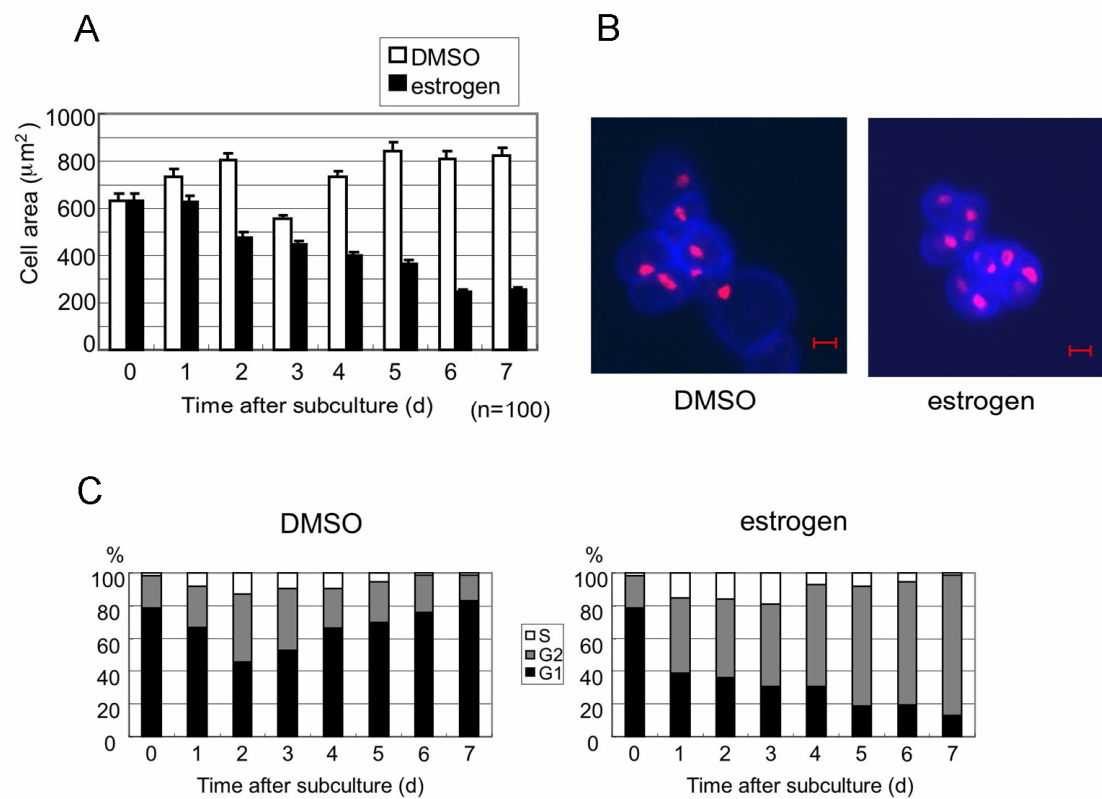 A
DMSO
estrogen
1000
800
600
400
200
0
Cell area (μm2)
0 1 2 3 4 5 6 7
Time after subculture (d) (n=100)
B
DMSO estrogen
C
DMSO
%
100
80
60
40
20
0
0 1 2 3 4 5 6 7
Time after subculture (d)
S
G2
G1
estrogen
%
100
80
60
40
20
0
0 1 2 3 4 5 6 7
Time after subculture (d)